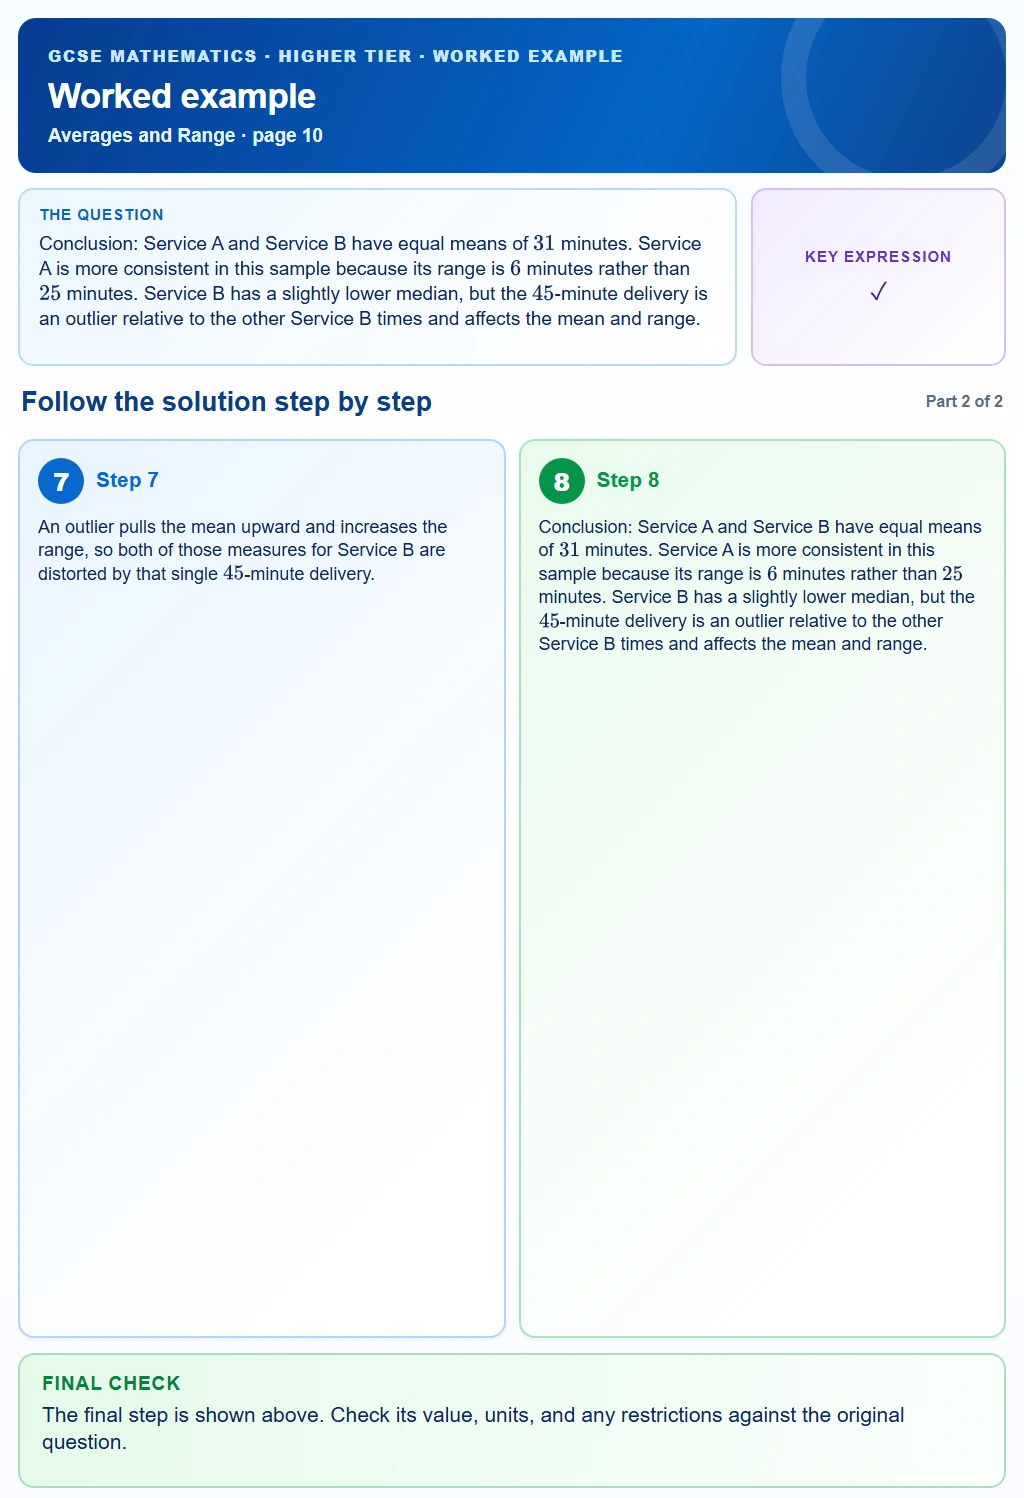 GCSE MATHEMATICS · HIGHER TIER · WORKED EXAMPLE
Worked example
Averages and Range · page 10
THE QUESTION
Conclusion: Service A and Service B have equal means of 31 minutes. Service
A is more consistent in this sample because its range is 6 minutes rather than
25 minutes. Service B has a slightly lower median, but the 45-minute delivery is
an outlier relative to the other Service B times and affects the mean and range.
KEY EXPRESSION
✓
Follow the solution step by step
Part 2 of 2
7 Step 7
An outlier pulls the mean upward and increases the
range, so both of those measures for Service B are
distorted by that single 45-minute delivery.
8 Step 8
Conclusion: Service A and Service B have equal means
of 31 minutes. Service A is more consistent in this
sample because its range is 6 minutes rather than 25
minutes. Service B has a slightly lower median, but the
45-minute delivery is an outlier relative to the other
Service B times and affects the mean and range.
FINAL CHECK
The final step is shown above. Check its value, units, and any restrictions against the original
question.